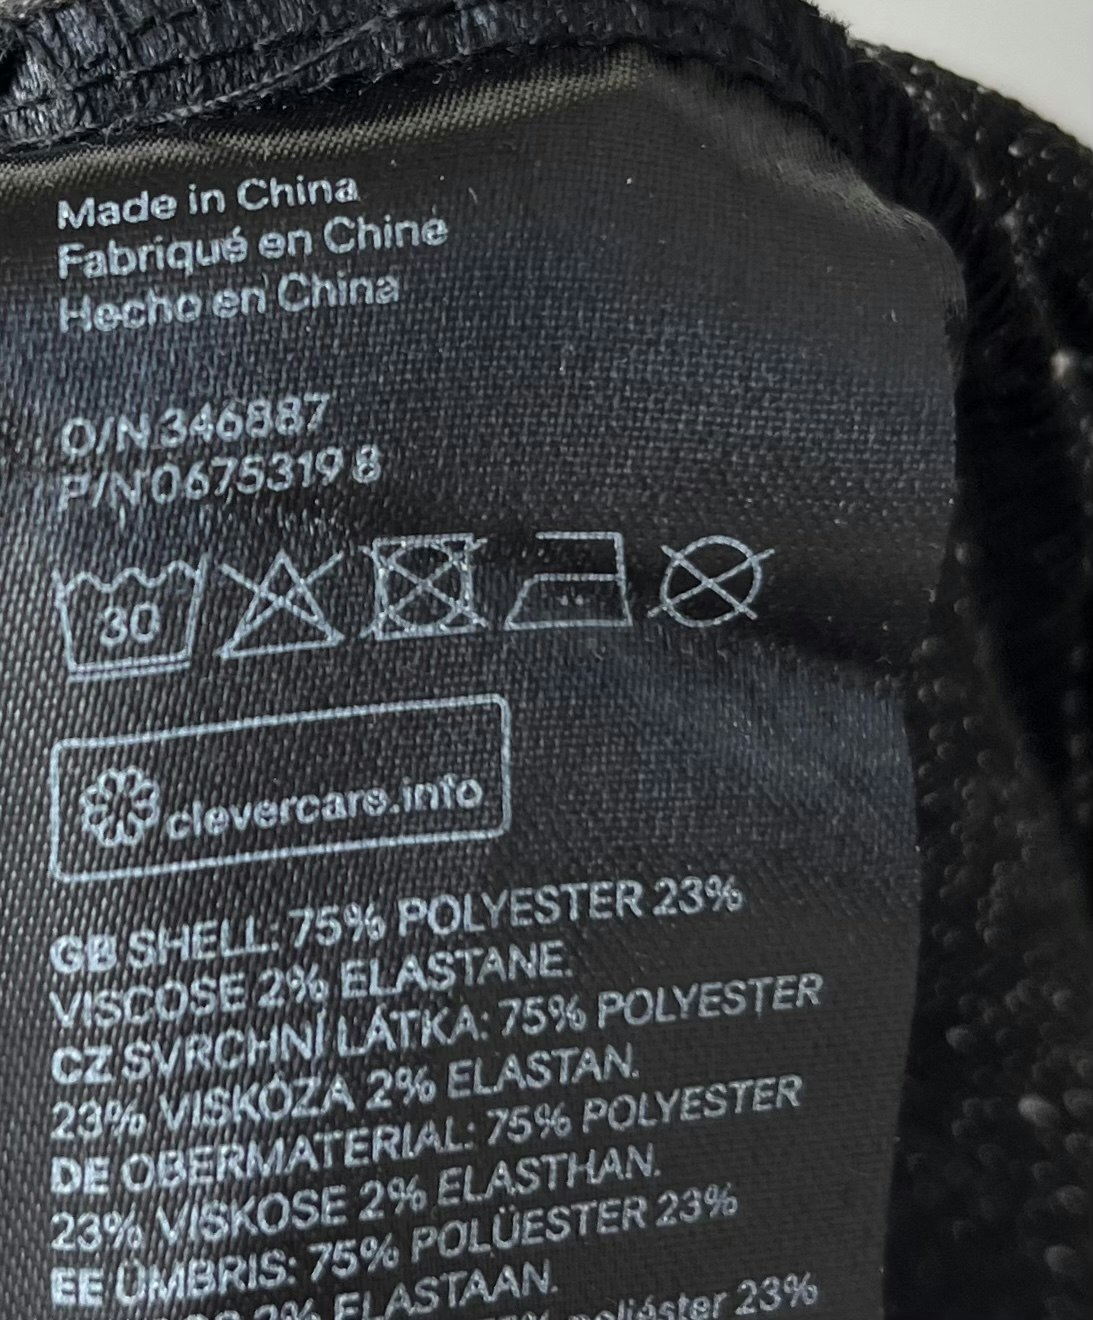 Made in China
Fabriqué en Chine
Hecho en China
O/N 346887
P/N 0675319 8
30
clevercare.info
GB SHELL: 75% POLYESTER 23%
VISCOSE 2% ELASTANE.
CZ SVRCHNÍ LÁTKA: 75% POLYESTER
23% VISKÓZA 2% ELASTAN.
DE OBERMATERIAL: 75% POLYESTER
23% VISKOSE 2% ELASTHAN.
EE ÜMBRIS: 75% POLÜESTER 23%
2% ELASTAAN.
poliéster 23%